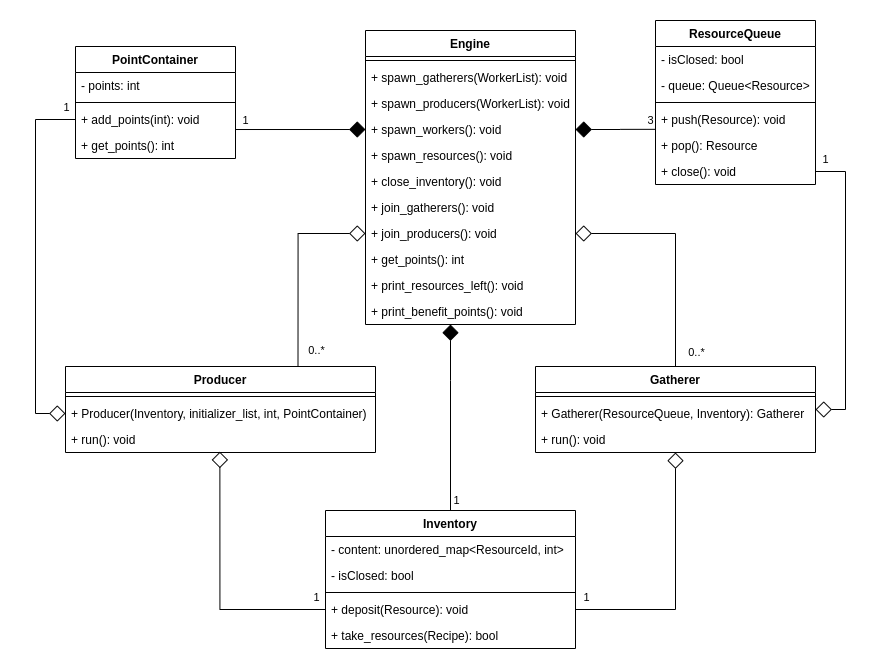 PointContainer
- points: int
+ add_points(int): void
+ get_points(): int
1
1
Engine
+ spawn_gatherers(WorkerList): void
+ spawn_producers(WorkerList): void
+ spawn_workers(): void
+ spawn_resources(): void
+ close_inventory(): void
+ join_gatherers(): void
+ join_producers(): void
+ get_points(): int
+ print_resources_left(): void
+ print_benefit_points(): void
ResourceQueue
- isClosed: bool
- queue: Queue<Resource>
+ push(Resource): void
+ pop(): Resource
+ close(): void
3
1
0..*
0..*
Producer
+ Producer(Inventory, initializer_list, int, PointContainer)
+ run(): void
Gatherer
+ Gatherer(ResourceQueue, Inventory): Gatherer
+ run(): void
1
Inventory
- content: unordered_map<ResourceId, int>
- isClosed: bool
+ deposit(Resource): void
+ take_resources(Recipe): bool
1
1